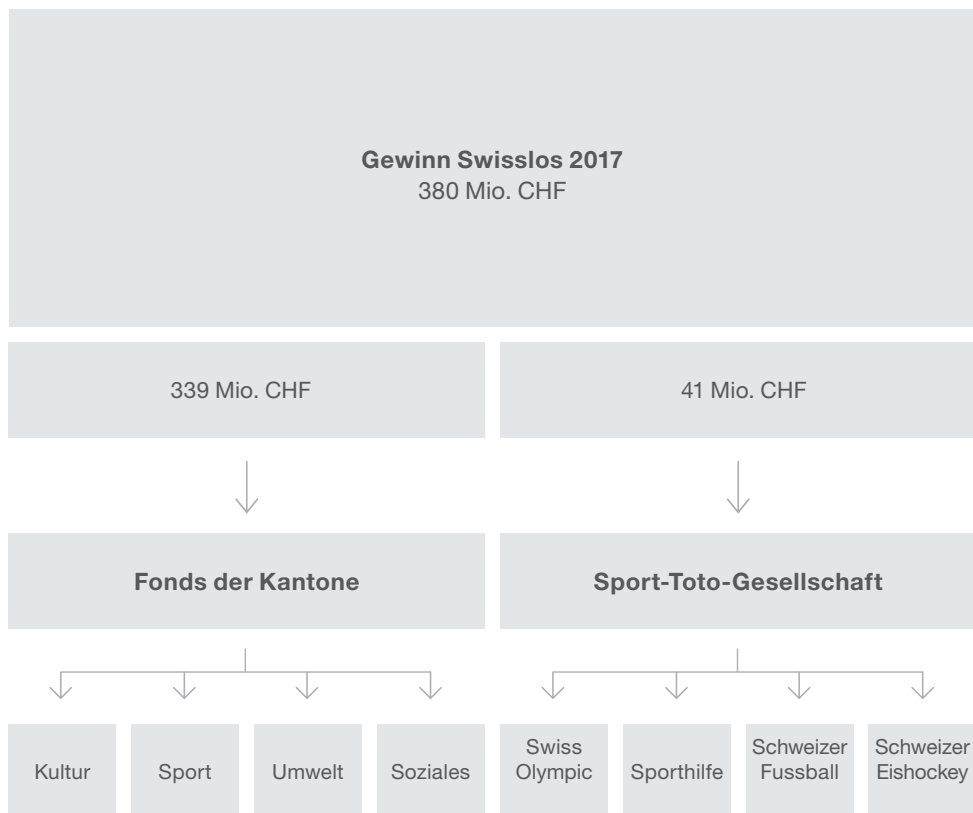 Gewinn Swisslos 2017
380 Mio. CHF
339 Mio. CHF
41 Mio. CHF
Fonds der Kantone
Sport-Toto-Gesellschaft
Kultur
Sport
Umwelt
Soziales
Swiss
Olympic
Sporthilfe
Schweizer
Fussball
Schweizer
Eishockey